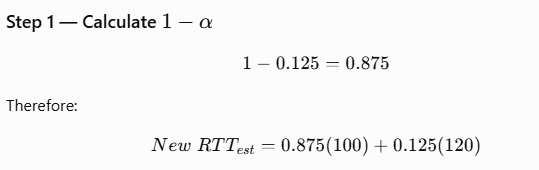 Step 1 — Calculate 1 − α
1 − 0.125 = 0.875
Therefore:
New RTT_est = 0.875(100) + 0.125(120)